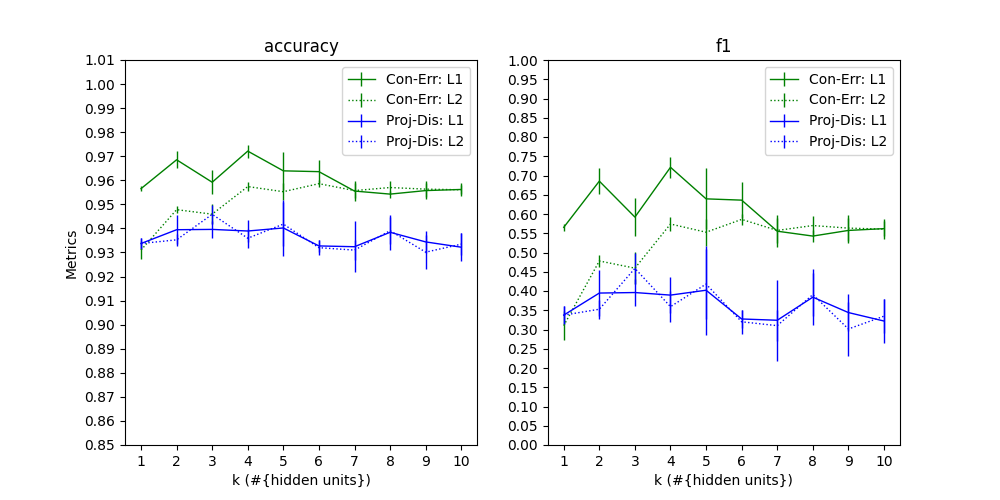 accuracy
Metrics
1.01
1.00
0.99
0.98
0.97
0.96
0.95
0.94
0.93
0.92
0.91
0.90
0.89
0.88
0.87
0.86
0.85
Con-Err: L1
Con-Err: L2
Proj-Dis: L1
Proj-Dis: L2
1 2 3 4 5 6 7 8 9 10
k (#{hidden units})
f1
1.00
0.95
0.90
0.85
0.80
0.75
0.70
0.65
0.60
0.55
0.50
0.45
0.40
0.35
0.30
0.25
0.20
0.15
0.10
0.05
0.00
Con-Err: L1
Con-Err: L2
Proj-Dis: L1
Proj-Dis: L2
1 2 3 4 5 6 7 8 9 10
k (#{hidden units})